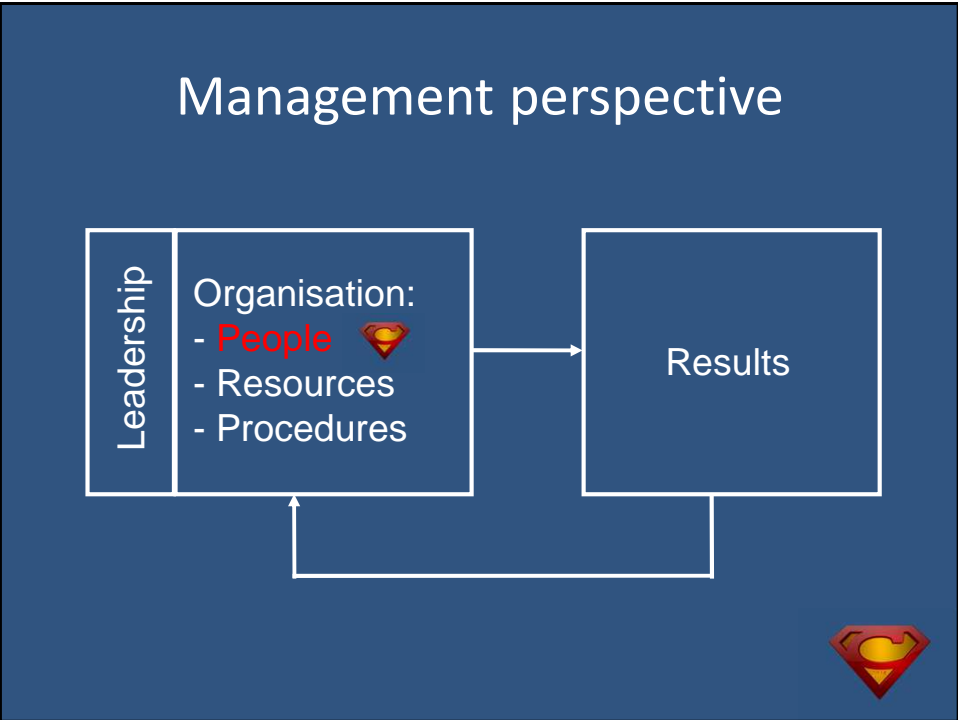 Management perspective
Leadership
Organisation:
- People
- Resources
- Procedures
Results